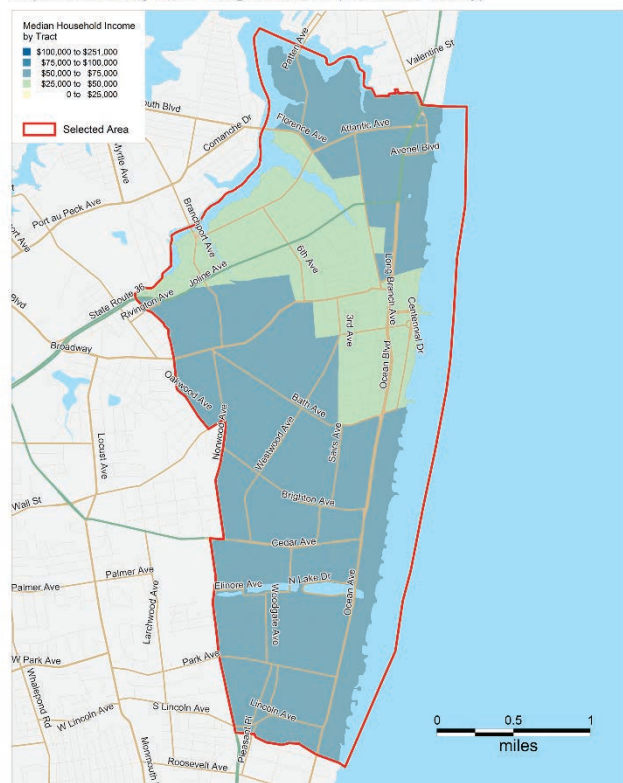 Median Household Income
by Tract
$100,000 to $251,000
$75,000 to $100,000
$50,000 to $75,000
$25,000 to $50,000
0 to $25,000
Selected Area
Patten Ave
Valentine St
South Blvd
Florence Ave
Atlantic Ave
Comanche Dr
Avenel Blvd
Myrtle Ave
Branchport Ave
Port au Peck Ave
6th Ave
Joline Ave
Long Branch Ave
State Route 36
Rivington Ave
Blvd
3rd Ave
Centennial Dr
Broadway
Ocean Blvd
Oakwood Ave
Bath Ave
Norwood Ave
Westwood Ave
Locust Ave
Brighton Ave
Wall St
Cedar Ave
Palmer Ave
Palmer Ave
Elinore Ave
N Lake Dr
Ocean Ave
Larchwood Ave
Woodgate Ave
W Park Ave
Park Ave
Whalepond Rd
W Lincoln Ave
S Lincoln Ave
Lincoln Ave
Pleasant Pl
Monmouth
Roosevelt Ave
0 0.5 1
miles